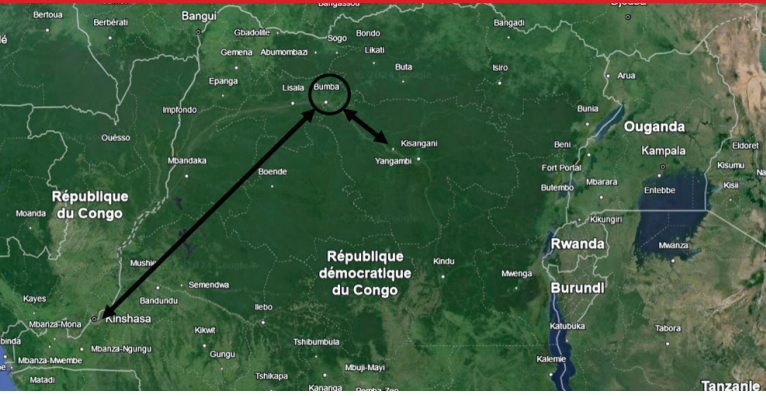 Bangassou
Djouba
Bertoua
Berbérati
Bangui
Bangadi
Gbadolite
Sogo
Bondo
Gemena
Abumombazi
Likati
Buta
Isiro
Arua
Epanga
Lisala
Bumba
Impfondo
Bunia
Ouganda
Ouésso
Kisangani
Beni
Kampala
Eldoret
Mbandaka
Yangambi
Boende
Fort Portal
Kisumu
Butembo
Mbarara
Entebbe
Kisii
République
du Congo
Moanda
Kikungiri
Rwanda
Mwanza
République
démocratique
du Congo
Mushie
Kindu
Mwenga
Burundi
Semendwa
Bandundu
Kayes
Ilebo
Kinshasa
Mbanza-Mona
Katubuka
Tabora
Kikwit
Tshibumbula
Mbanza-Ngungu
Gungu
Mbanza-Mwembe
Kalemie
Mbuji-Mayi
Matadi
Tshikapa
Kananga
Tanzanie